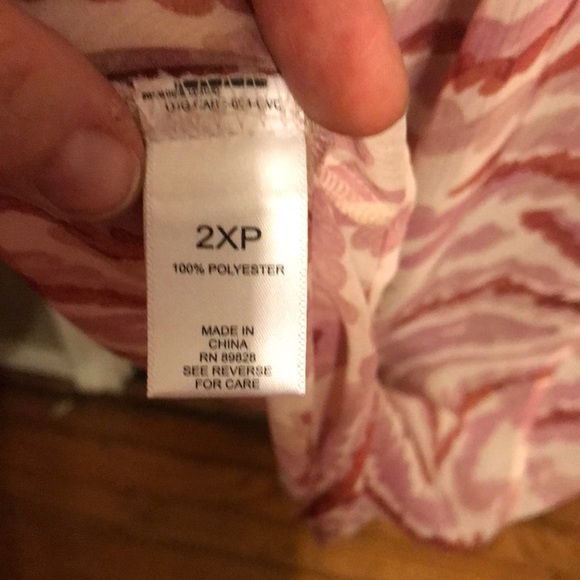 2XP
100% POLYESTER
MADE IN
CHINA
RN 89828
SEE REVERSE
FOR CARE